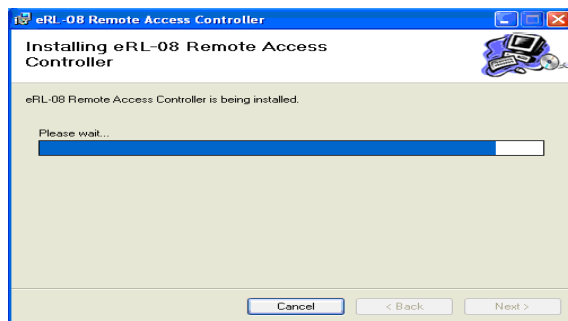 eRL-08 Remote Access Controller
Installing eRL-08 Remote Access
Controller
eRL-08 Remote Access Controller is being installed.
Please wait...
Cancel
< Back
Next >